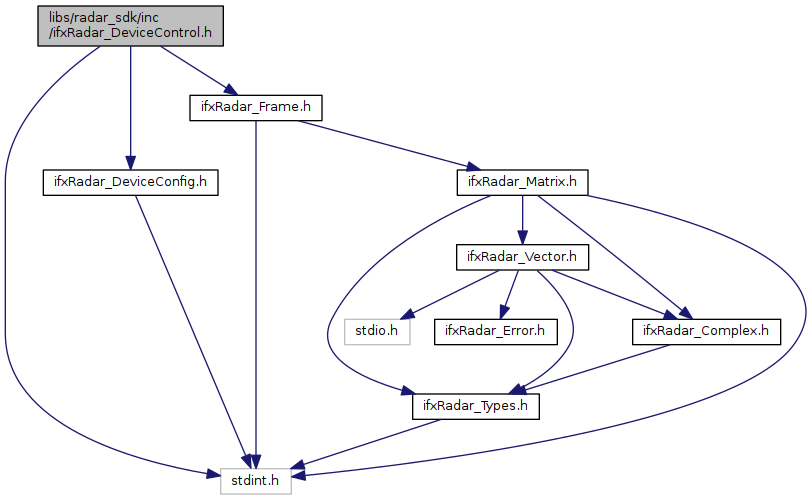 libs/radar_sdk/inc
/ifxRadar_DeviceControl.h
ifxRadar_Frame.h
ifxRadar_DeviceConfig.h
ifxRadar_Matrix.h
ifxRadar_Vector.h
stdio.h
ifxRadar_Error.h
ifxRadar_Complex.h
ifxRadar_Types.h
stdint.h